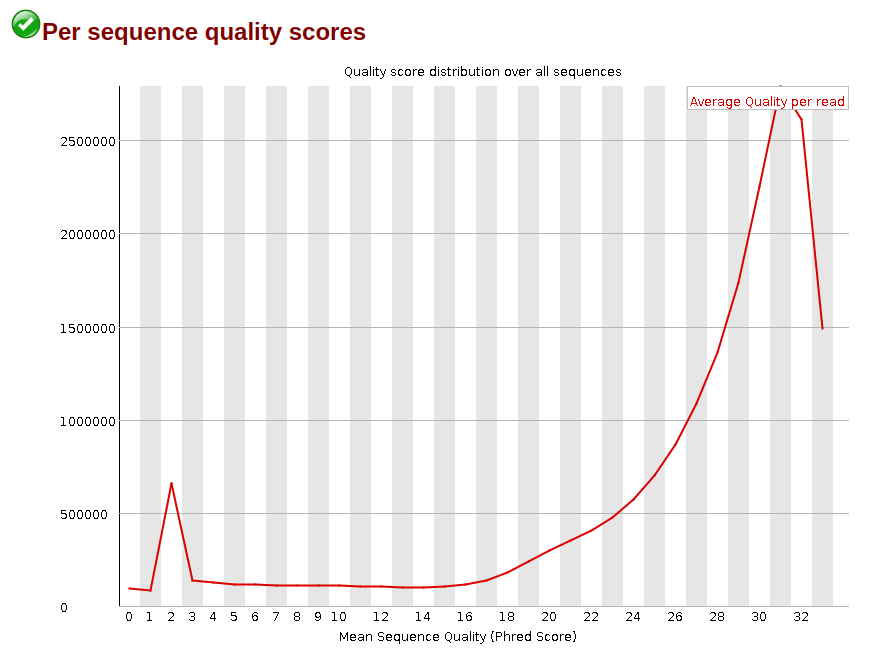 Per sequence quality scores
Quality score distribution over all sequences
Average Quality per read
2500000
2000000
1500000
1000000
500000
0
0 1 2 3 4 5 6 7 8 9 10 12 14 16 18 20 22 24 26 28 30 32
Mean Sequence Quality (Phred Score)